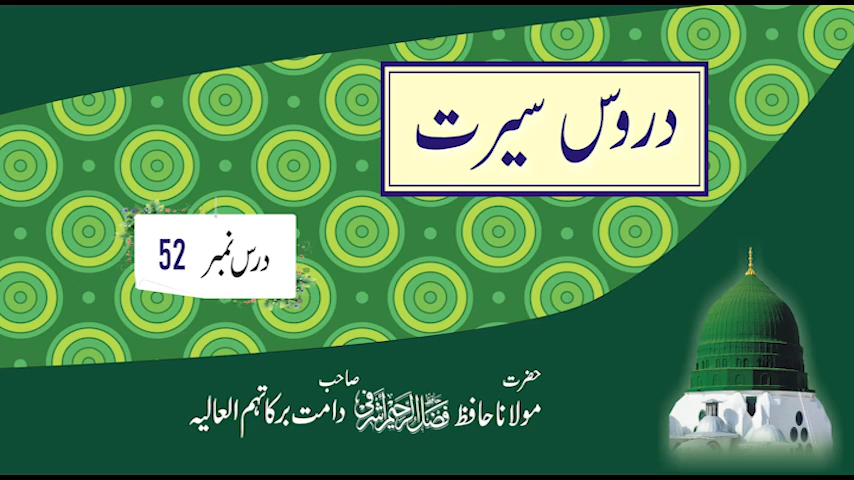 دروس سیرت
درس نمبر 52
حضرت مولانا حافظ فضل الرحیم اشرفی صاحب دامت برکاتہم العالیہ